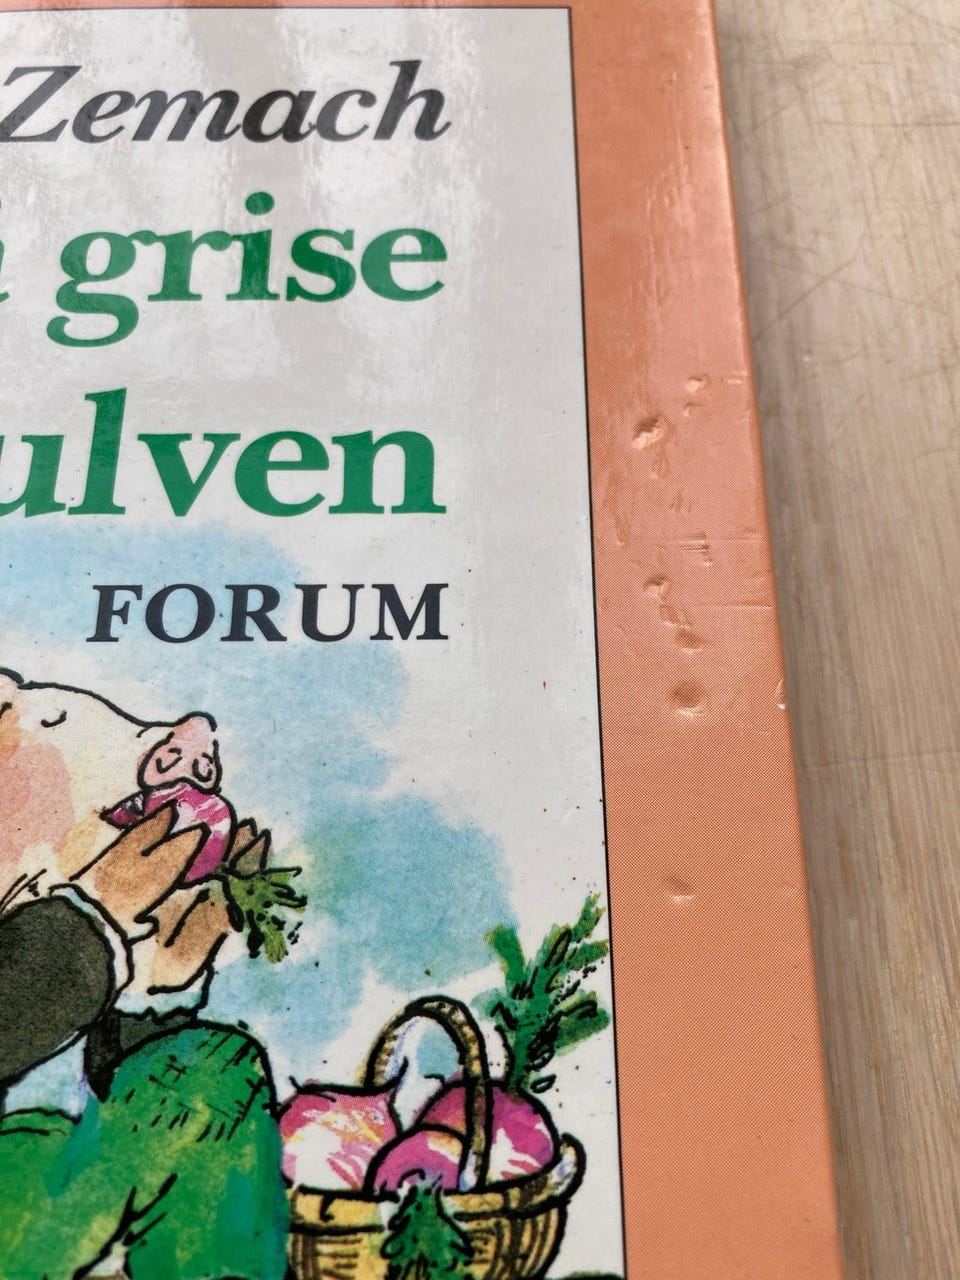 Zemach
grise
ulven
FORUM